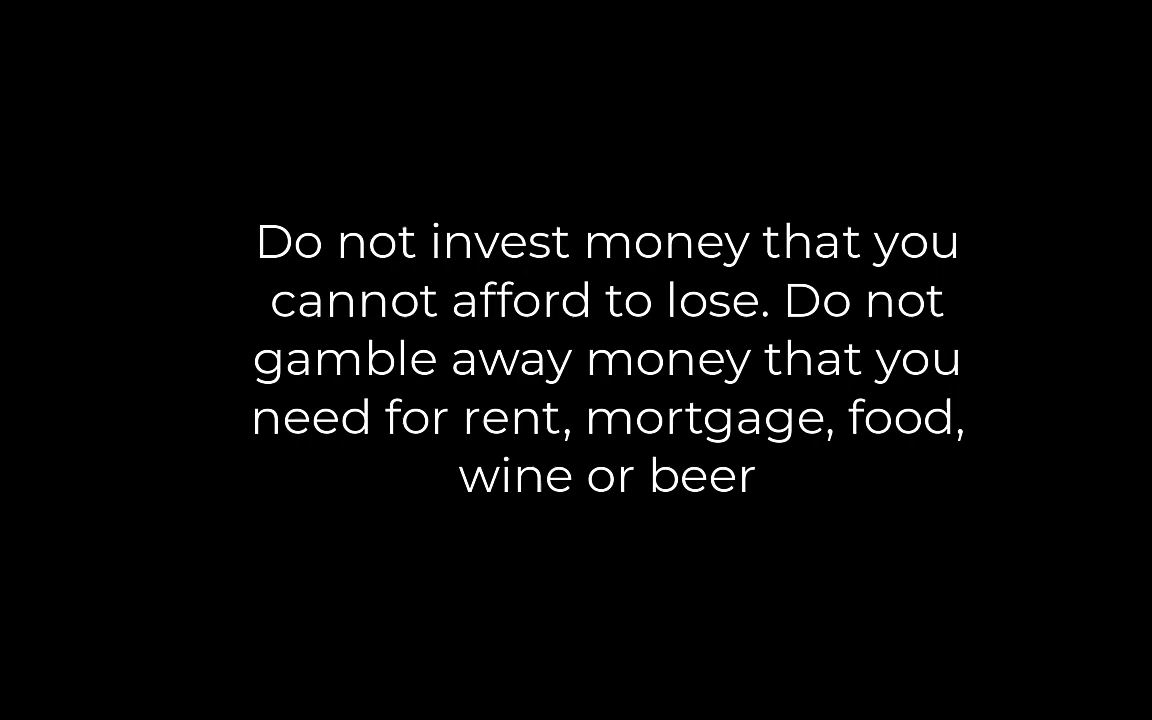 Do not invest money that you
cannot afford to lose. Do not
gamble away money that you
need for rent, mortgage, food,
wine or beer